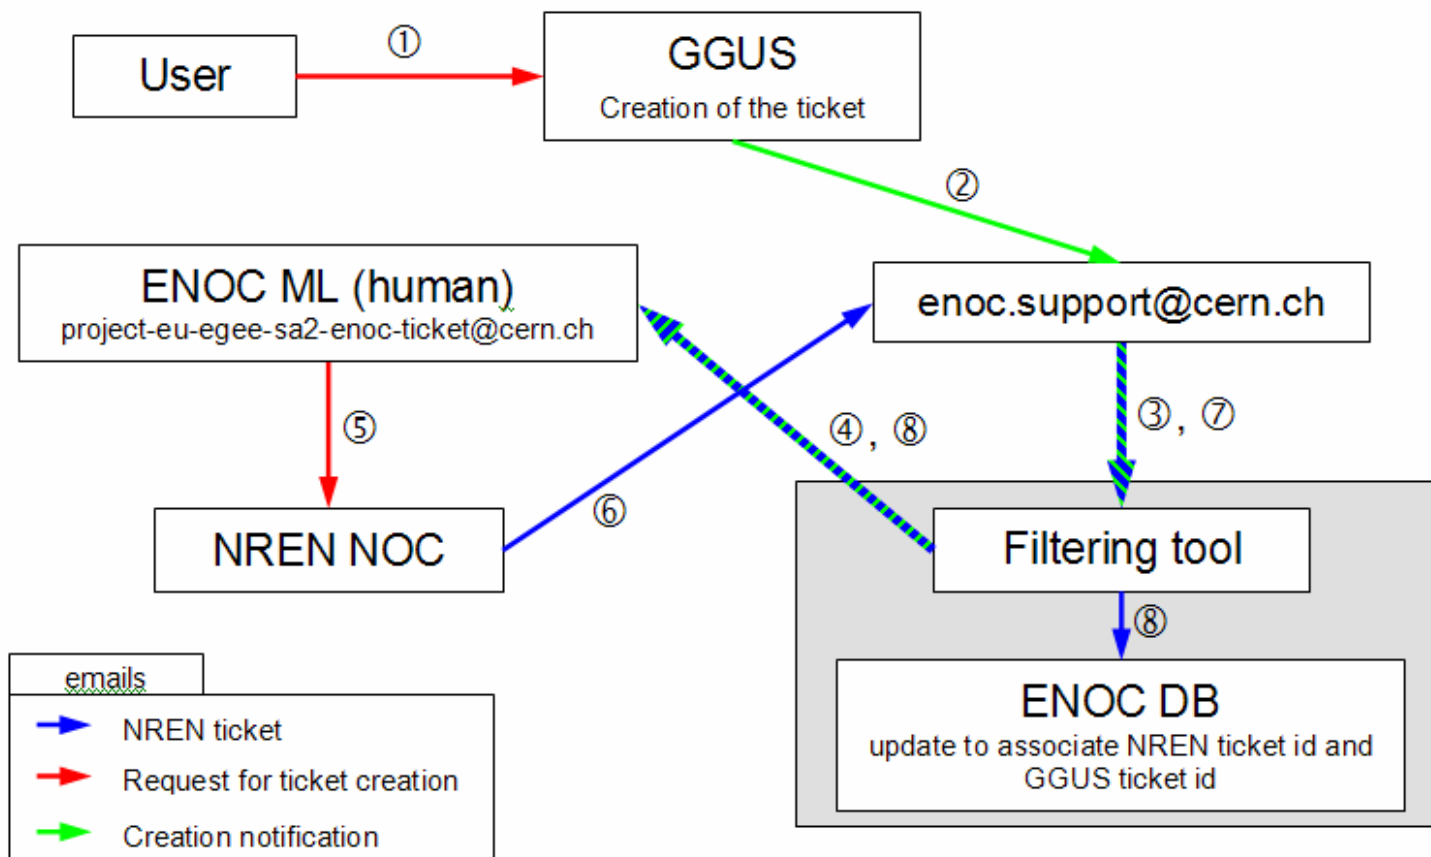 ①
User
GGUS
Creation of the ticket
②
ENOC ML (human)
project-eu-egee-sa2-enoc-ticket@cern.ch
enoc.support@cern.ch
④, ⑧
③, ⑦
⑤
⑥
NREN NOC
Filtering tool
⑧
ENOC DB
update to associate NREN ticket id and
GGUS ticket id
emails
NREN ticket
Request for ticket creation
Creation notification